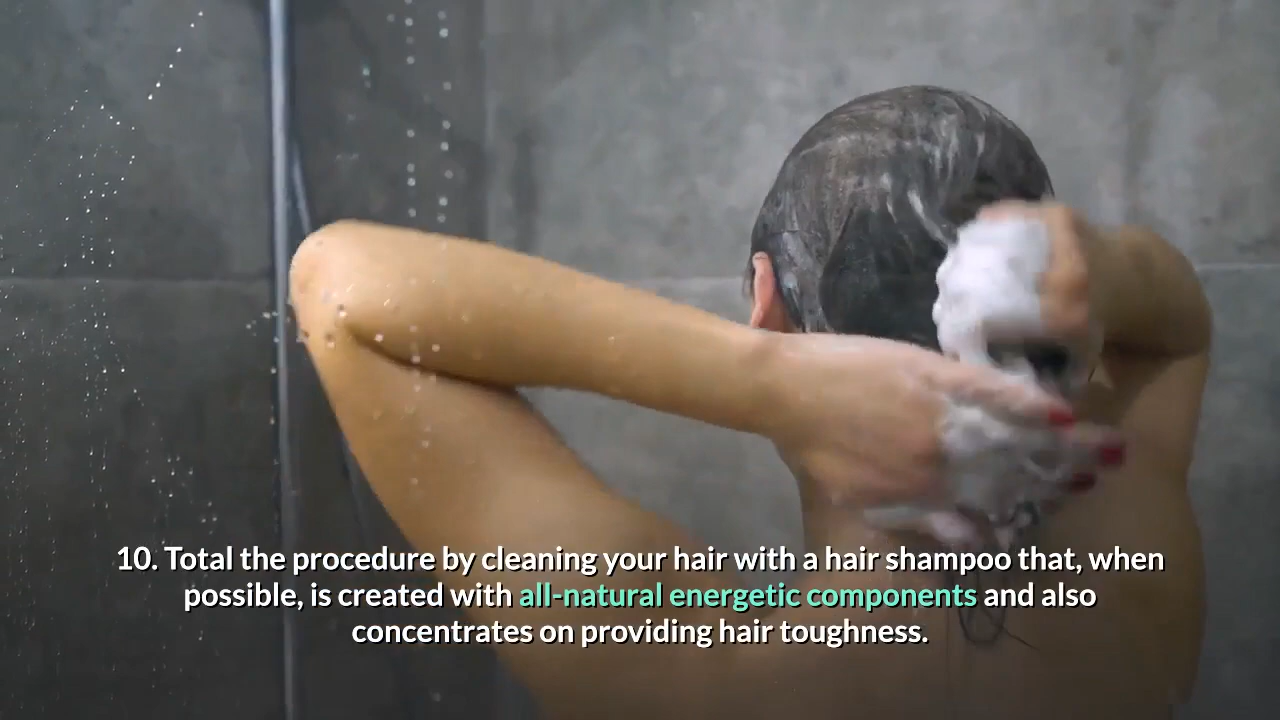 10. Total the procedure by cleaning your hair with a hair shampoo that, when
possible, is created with all-natural energetic components and also
concentrates on providing hair toughness.